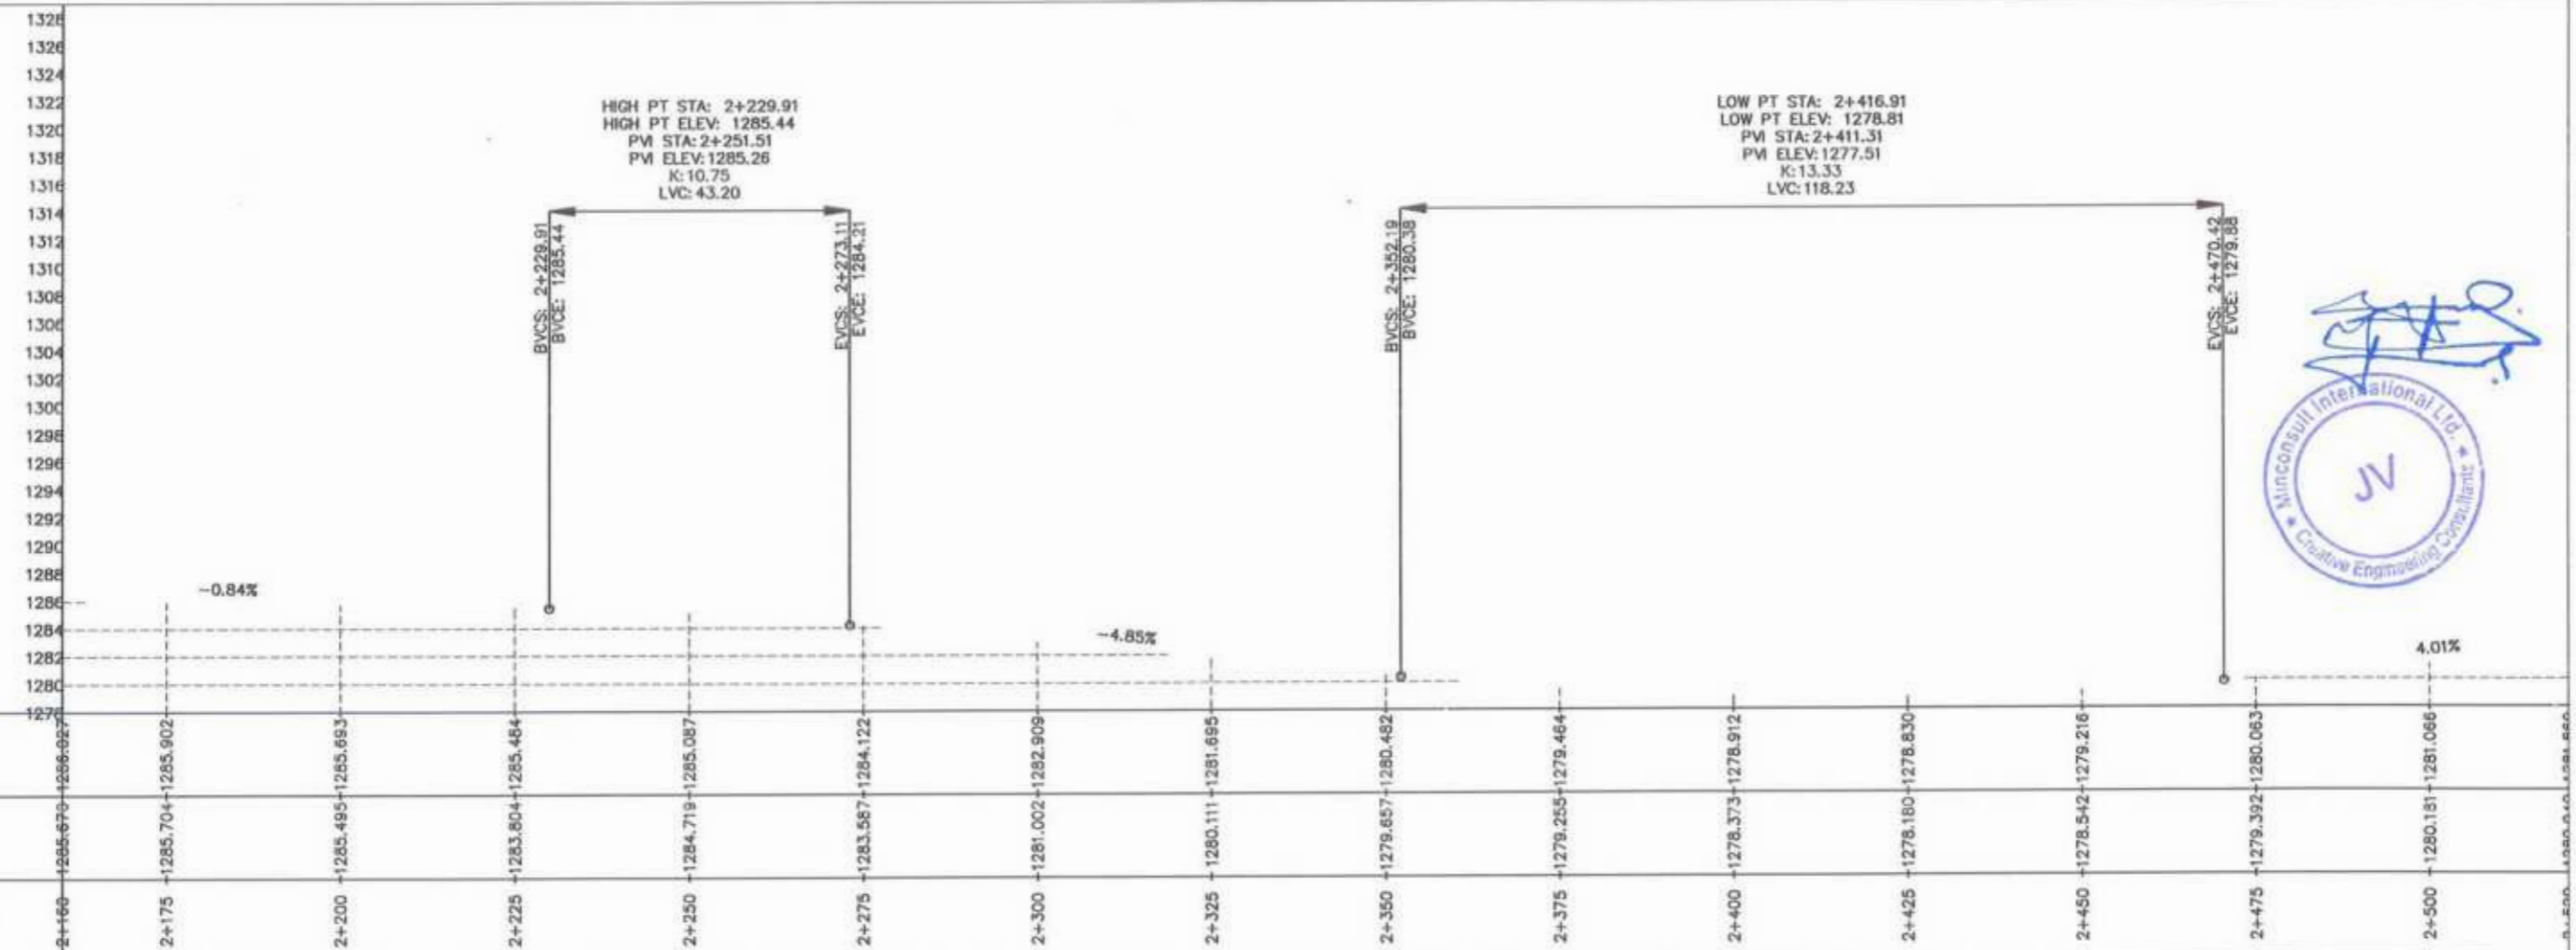 1328
1326
1324
1322
1320
1318
1316
1314
1312
1310
1308
1306
1304
1302
1300
1298
1296
1294
1292
1290
1288
1286
1284
1282
1280
1278
HIGH PT STA: 2+229.91
HIGH PT ELEV: 1285.44
PVI STA:2+251.51
PVI ELEV:1285.26
K:10.75
LVC:43.20
LOW PT STA: 2+416.91
LOW PT ELEV: 1278.81
PVI STA:2+411.31
PVI ELEV:1277.51
K:13.33
LVC:118.23
BVCS: 2+229.91
BVCE: 1285.44
EVCS: 2+273.11
EVCE: 1284.21
BVCS: 2+352.19
BVCE: 1280.38
EVCS: 2+470.42
EVCE: 1279.88
-0.84%
-4.85%
4.01%
Minconsult International Ltd. *
* Creative Engineering Consultants
JV
1286.027 1285.902 1285.693 1285.484 1285.087 1284.122 1282.909 1281.695 1280.482 1279.464 1278.912 1278.830 1279.216 1280.063 1281.066
1285.670 1285.704 1285.495 1283.804 1284.719 1283.587 1281.002 1280.111 1279.657 1279.255 1278.373 1278.180 1278.542 1279.392 1280.181
2+160 2+175 2+200 2+225 2+250 2+275 2+300 2+325 2+350 2+375 2+400 2+425 2+450 2+475 2+500